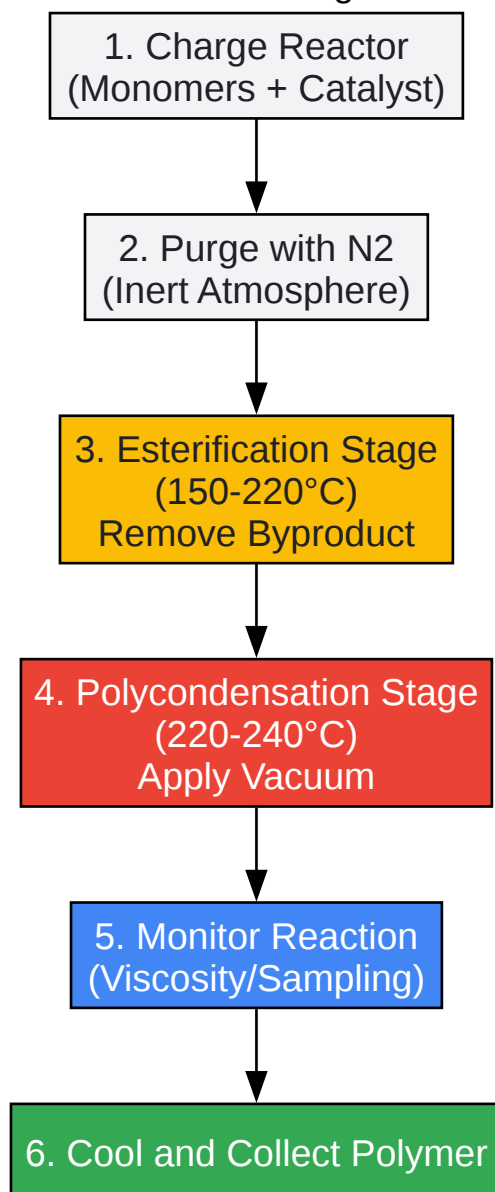 1. Charge Reactor
(Monomers + Catalyst)
2. Purge with N2
(Inert Atmosphere)
3. Esterification Stage
(150-220°C)
Remove Byproduct
4. Polycondensation Stage
(220-240°C)
Apply Vacuum
5. Monitor Reaction
(Viscosity/Sampling)
6. Cool and Collect Polymer